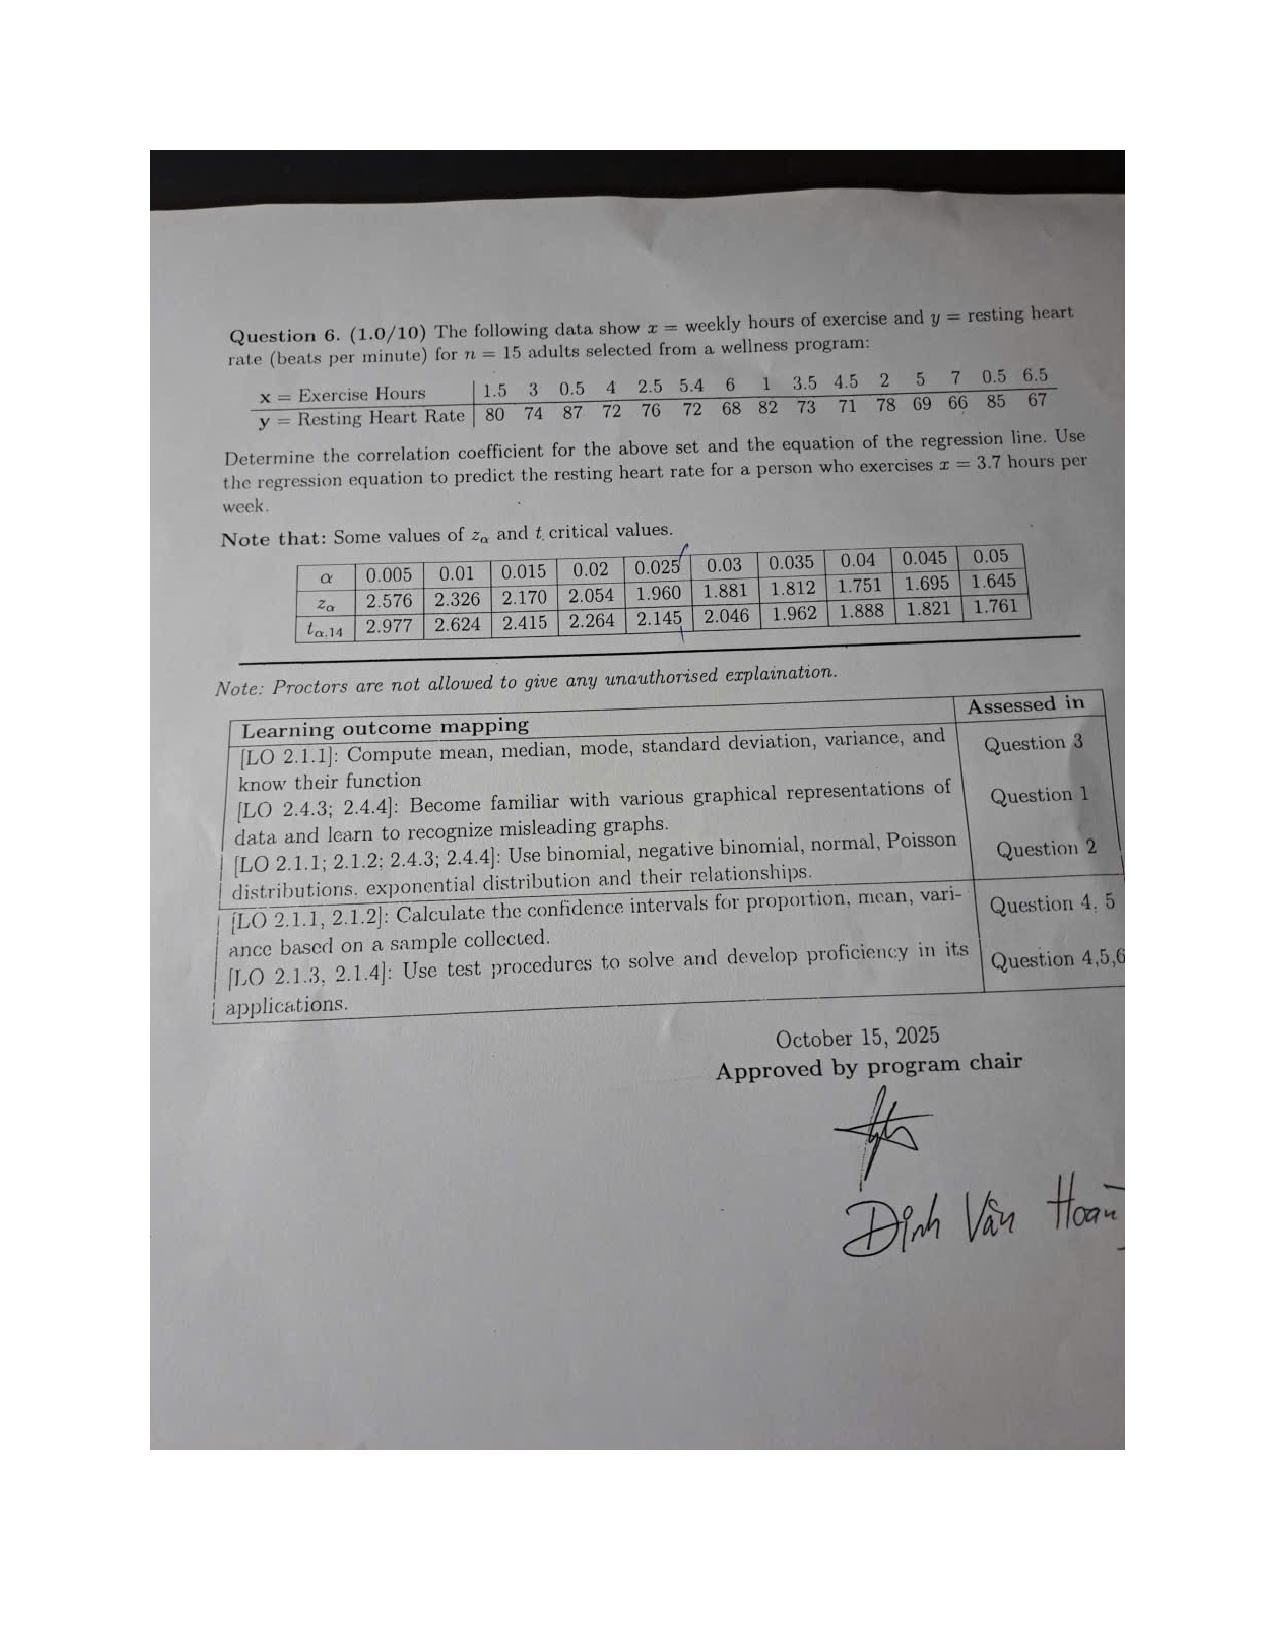 Question 6. (1.0/10) The following data show x = weekly hours of exercise and y = resting heart
rate (beats per minute) for n = 15 adults selected from a wellness program:
x = Exercise Hours 1.5 3 0.5 4 2.5 5.4 6 1 3.5 4.5 2 5 7 0.5 6.5
y = Resting Heart Rate 80 74 87 72 76 72 68 82 73 71 78 69 66 85 67
Determine the correlation coefficient for the above set and the equation of the regression line. Use
the regression equation to predict the resting heart rate for a person who exercises x = 3.7 hours per
week.
Note that: Some values of zα and t critical values.
α 0.005 0.01 0.015 0.02 0.025 0.03 0.035 0.04 0.045 0.05
zα 2.576 2.326 2.170 2.054 1.960 1.881 1.812 1.751 1.695 1.645
tα,14 2.977 2.624 2.415 2.264 2.145 2.046 1.962 1.888 1.821 1.761
Note: Proctors are not allowed to give any unauthorised explaination.
Learning outcome mapping Assessed in
[LO 2.1.1]: Compute mean, median, mode, standard deviation, variance, and
know their function Question 3
[LO 2.4.3; 2.4.4]: Become familiar with various graphical representations of
data and learn to recognize misleading graphs. Question 1
[LO 2.1.1; 2.1.2; 2.4.3; 2.4.4]: Use binomial, negative binomial, normal, Poisson
distributions, exponential distribution and their relationships. Question 2
[LO 2.1.1, 2.1.2]: Calculate the confidence intervals for proportion, mean, vari-
ance based on a sample collected. Question 4, 5
[LO 2.1.3, 2.1.4]: Use test procedures to solve and develop proficiency in its
applications. Question 4,5,6
October 15, 2025
Approved by program chair
Định Vân Hoàn